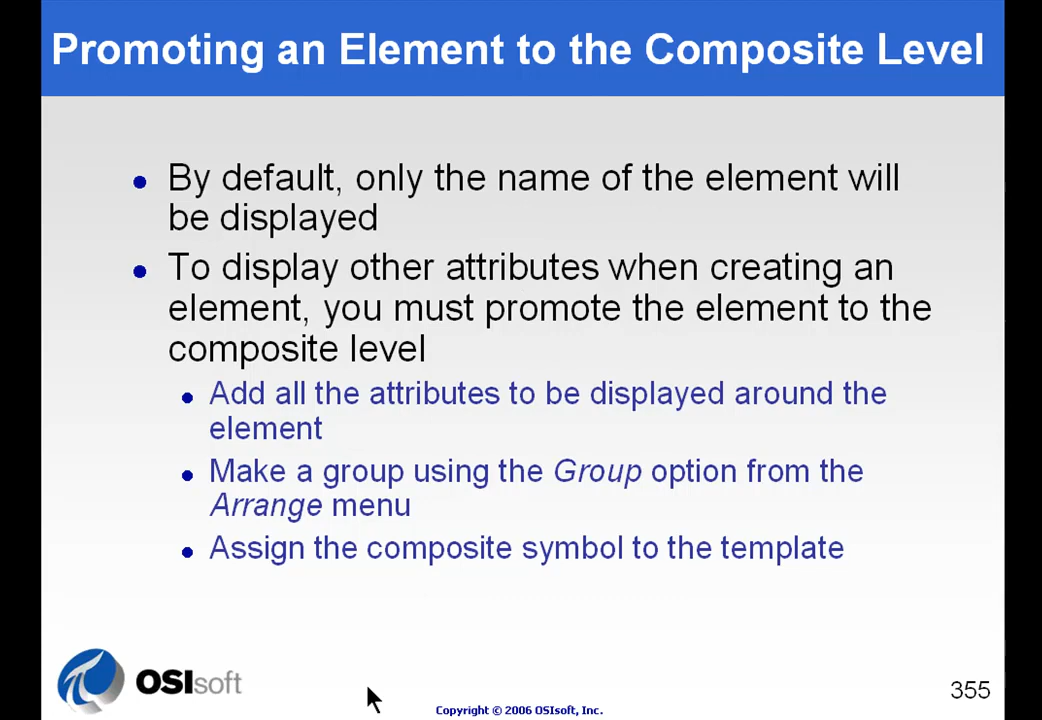 Promoting an Element to the Composite Level
By default, only the name of the element will
be displayed
To display other attributes when creating an
element, you must promote the element to the
composite level
Add all the attributes to be displayed around the
element
Make a group using the Group option from the
Arrange menu
Assign the composite symbol to the template
OSIsoft
355
Copyright © 2006 OSIsoft, Inc.